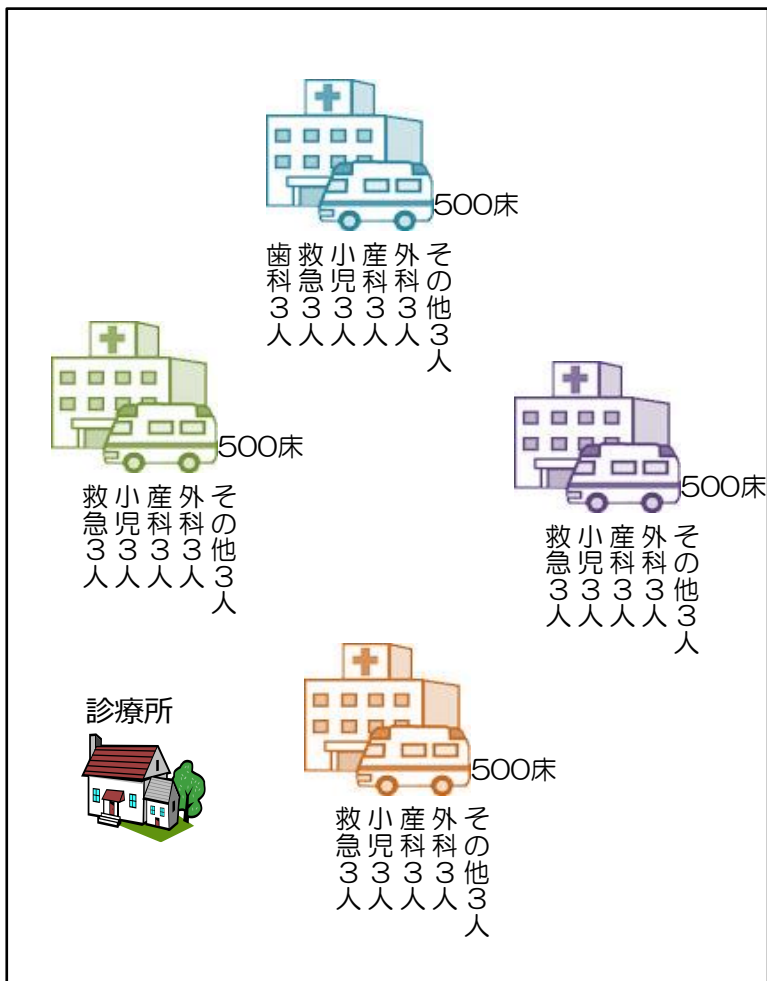 500床
その他3人
外科3人
産科3人
小児3人
救急3人
歯科3人
500床
その他3人
外科3人
産科3人
小児3人
救急3人
500床
その他3人
外科3人
産科3人
小児3人
救急3人
診療所
500床
その他3人
外科3人
産科3人
小児3人
救急3人